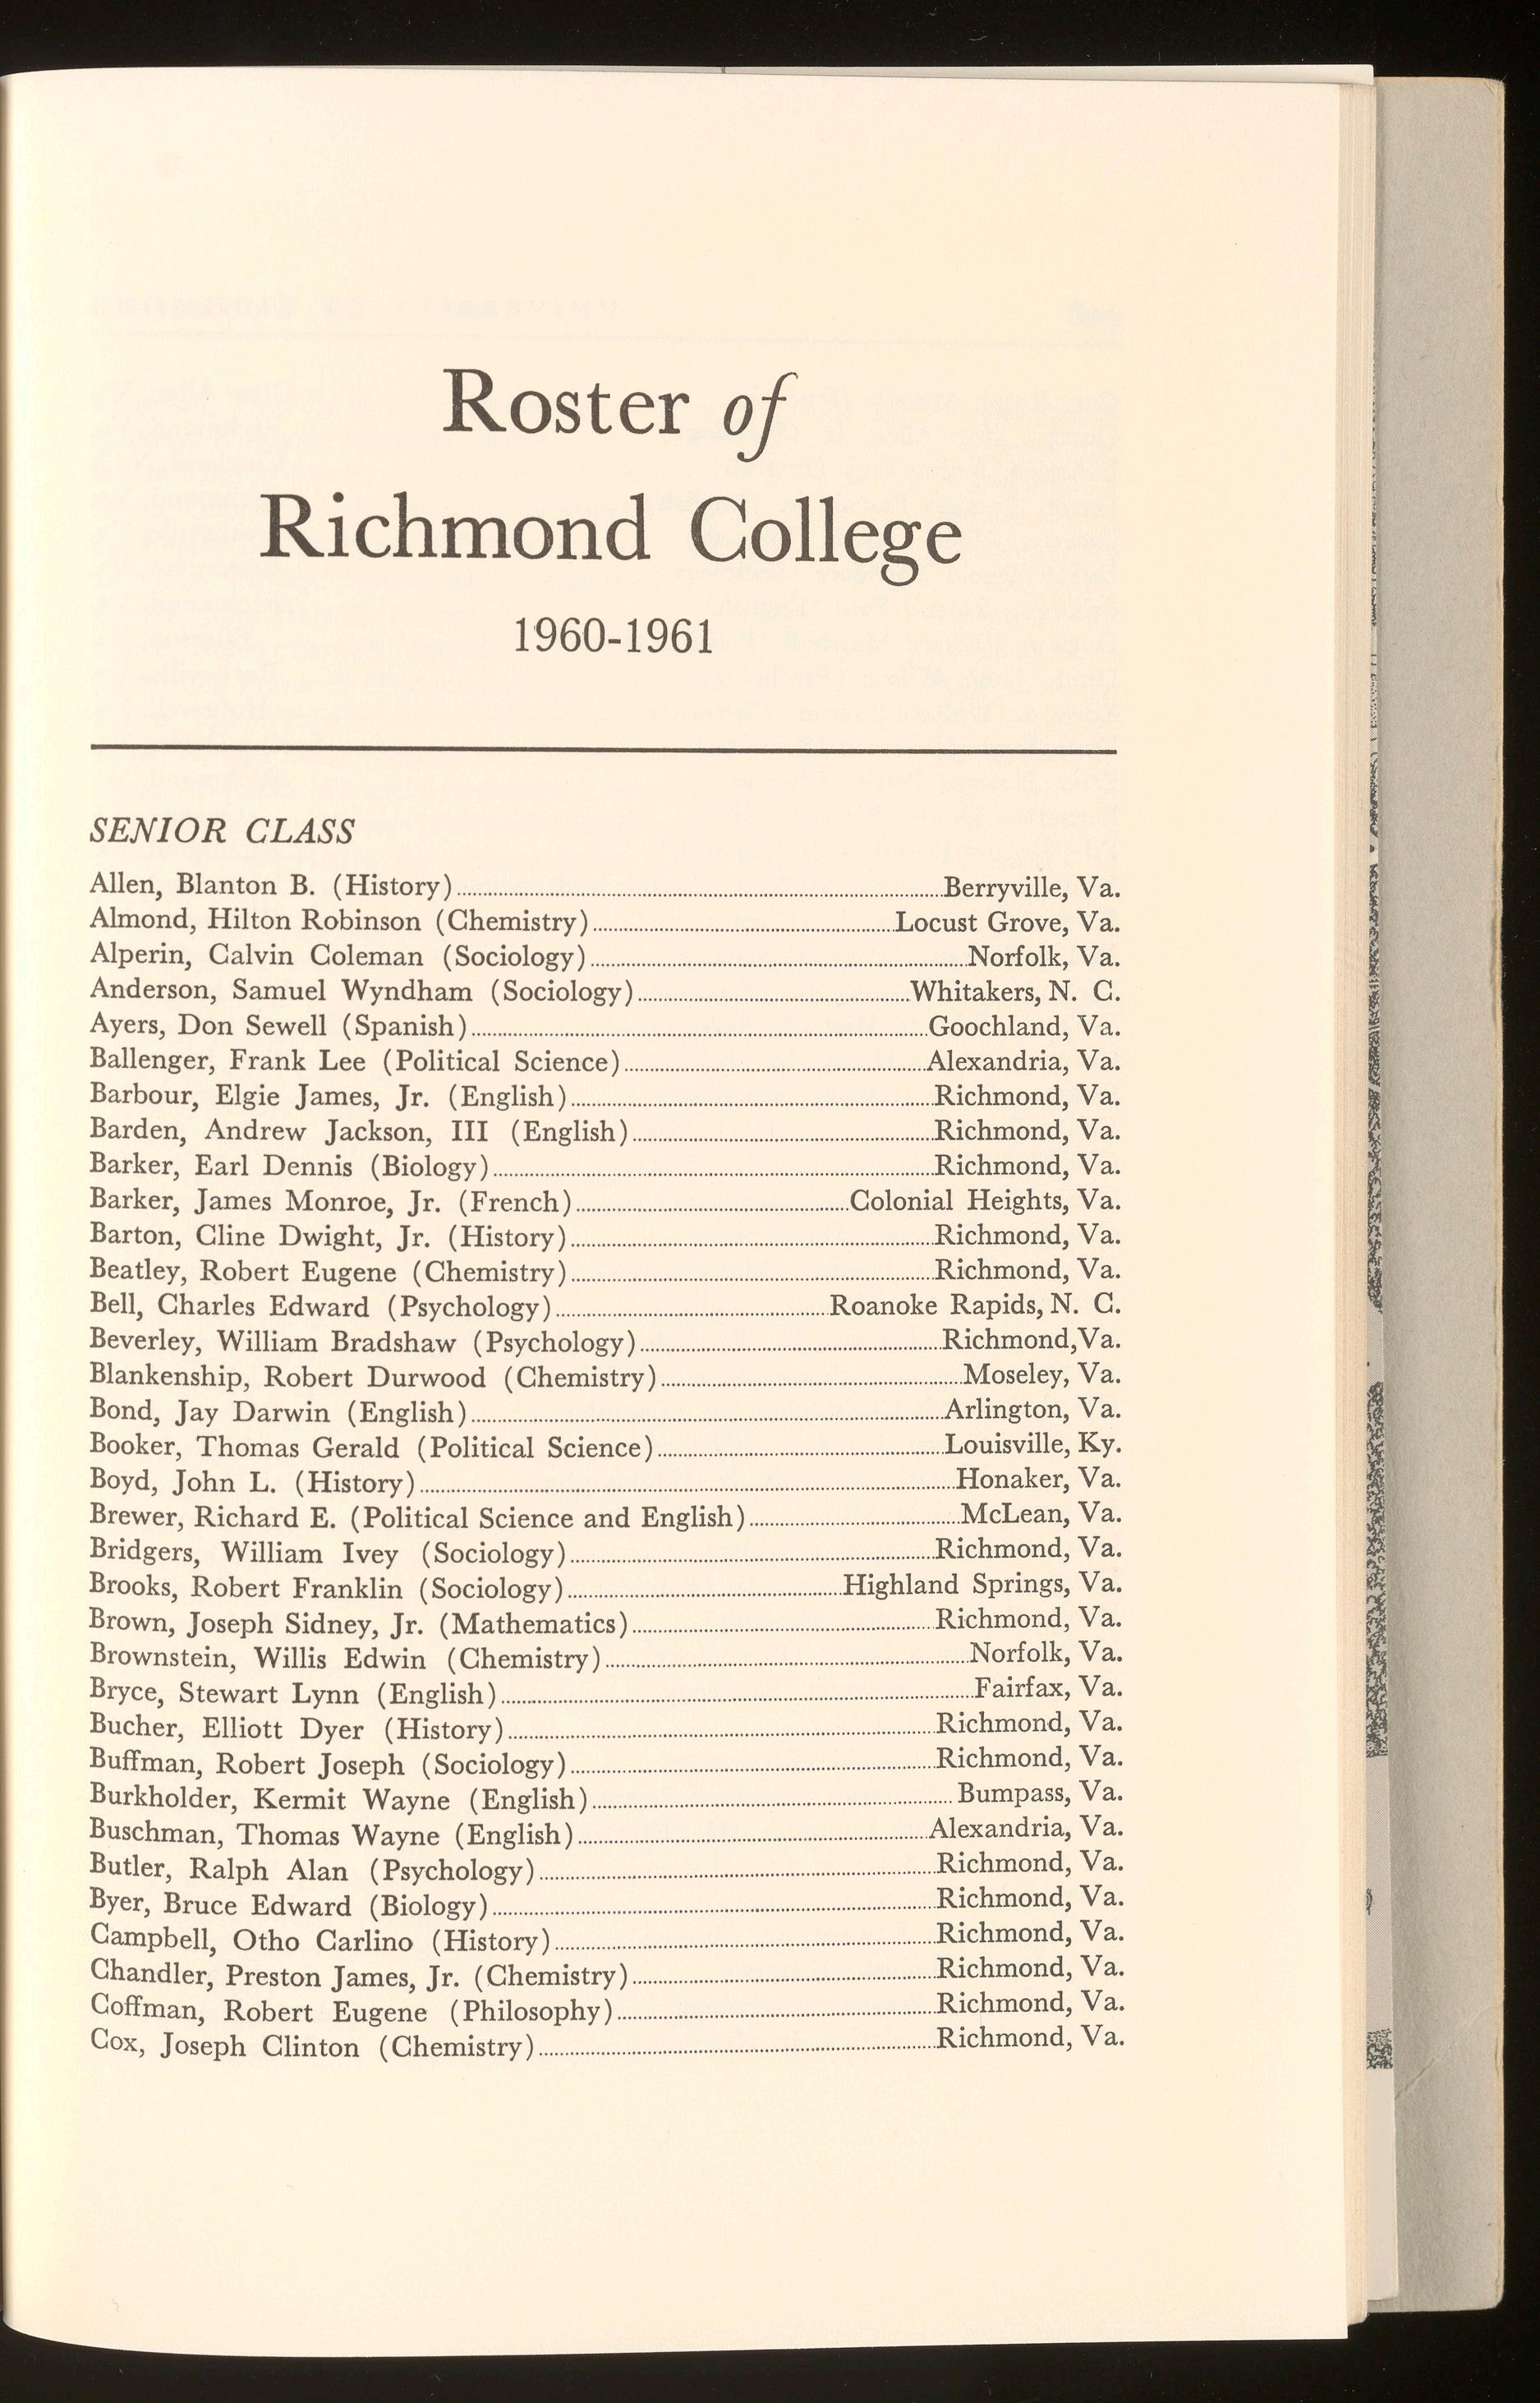 Roster of
Richmond College
1960-1961
SENIOR CLASS
Allen, Blanton B. (History)........Berryville, Va.
Almond, Hilton Robinson (Chemistry)........Locust Grove, Va.
Alperin, Calvin Coleman (Sociology)........Norfolk, Va.
Anderson, Samuel Wyndham (Sociology)........Whitakers, N. C.
Ayers, Don Sewell (Spanish)........Goochland, Va.
Ballenger, Frank Lee (Political Science)........Alexandria, Va.
Barbour, Elgie James, Jr. (English)........Richmond, Va.
Barden, Andrew Jackson, III (English)........Richmond, Va.
Barker, Earl Dennis (Biology)........Richmond, Va.
Barker, James Monroe, Jr. (French)........Colonial Heights, Va.
Barton, Cline Dwight, Jr. (History)........Richmond, Va.
Beatley, Robert Eugene (Chemistry)........Richmond, Va.
Bell, Charles Edward (Psychology)........Roanoke Rapids, N. C.
Beverley, William Bradshaw (Psychology)........Richmond,Va.
Blankenship, Robert Durwood (Chemistry)........Moseley, Va.
Bond, Jay Darwin (English)........Arlington, Va.
Booker, Thomas Gerald (Political Science)........Louisville, Ky.
Boyd, John L. (History)........Honaker, Va.
Brewer, Richard E. (Political Science and English)........McLean, Va.
Bridgers, William Ivey (Sociology)........Richmond, Va.
Brooks, Robert Franklin (Sociology)........Highland Springs, Va.
Brown, Joseph Sidney, Jr. (Mathematics)........Richmond, Va.
Brownstein, Willis Edwin (Chemistry)........Norfolk, Va.
Bryce, Stewart Lynn (English)........Fairfax, Va.
Bucher, Elliott Dyer (History)........Richmond, Va.
Buffman, Robert Joseph (Sociology)........Richmond, Va.
Burkholder, Kermit Wayne (English)........Bumpass, Va.
Buschman, Thomas Wayne (English)........Alexandria, Va.
Butler, Ralph Alan (Psychology)........Richmond, Va.
Byer, Bruce Edward (Biology)........Richmond, Va.
Campbell, Otho Carlino (History)........Richmond, Va.
Chandler, Preston James, Jr. (Chemistry)........Richmond, Va.
Coffman, Robert Eugene (Philosophy)........Richmond, Va.
Cox, Joseph Clinton (Chemistry)........Richmond, Va.